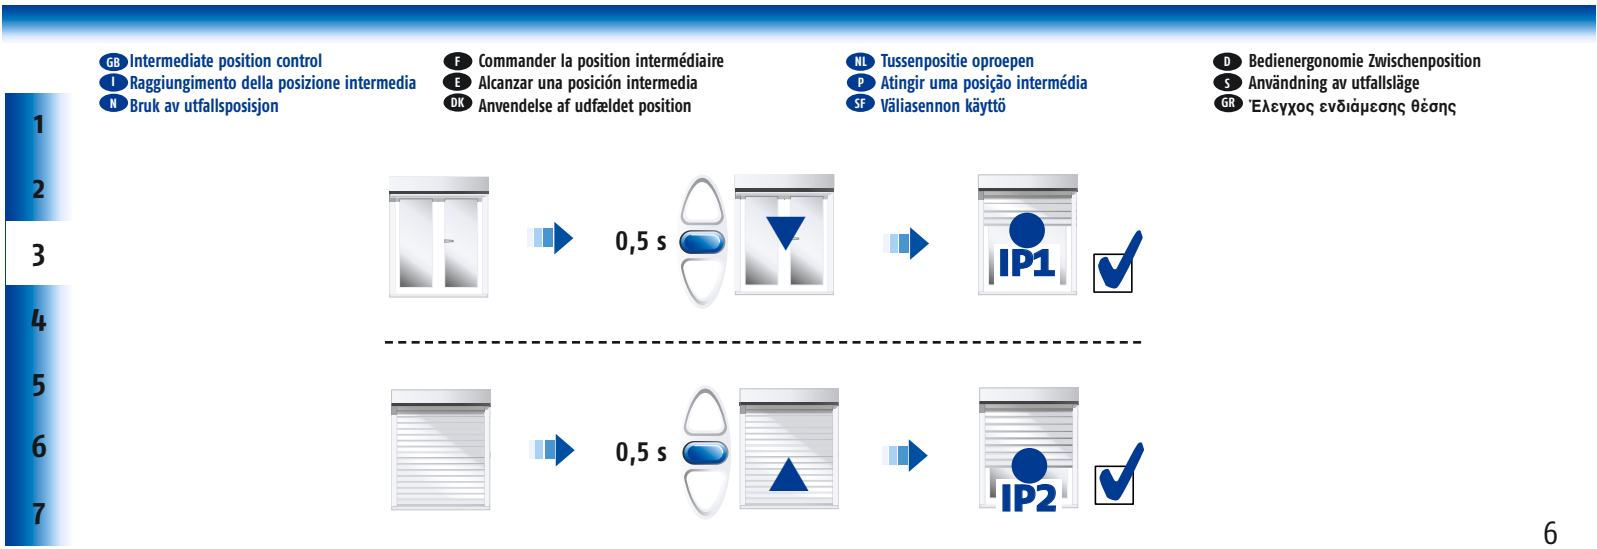 GB Intermediate position control
I Raggiungimento della posizione intermedia
N Bruk av utfallsposisjon
F Commander la position intermédiaire
E Alcanzar una posición intermedia
DK Anvendelse af udfældet position
NL Tussenpositie oproepen
P Atingir uma posição intermédia
SF Väliasennon käyttö
D Bedienergonomie Zwischenposition
S Användning av utfallsläge
GR Έλεγχος ενδιάμεσης θέσης
1
2
3
4
5
6
7
0,5 s
IP1
0,5 s
IP2
6